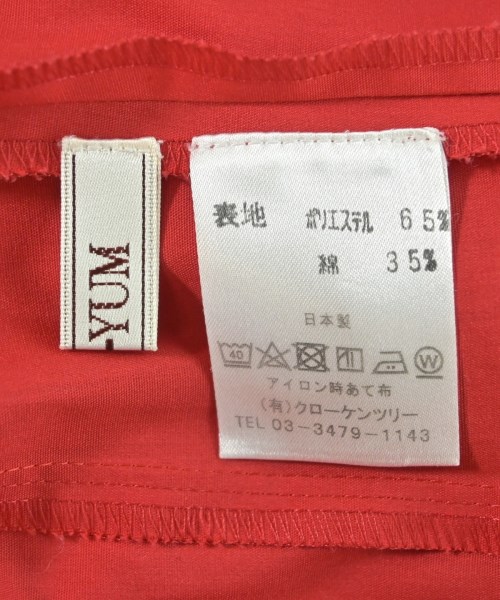 -YUM
表地 ポリエステル 65%
綿 35%
日本製
40
W
アイロン時あて布
(有)クローケンツリー
TEL 03-3479-1143